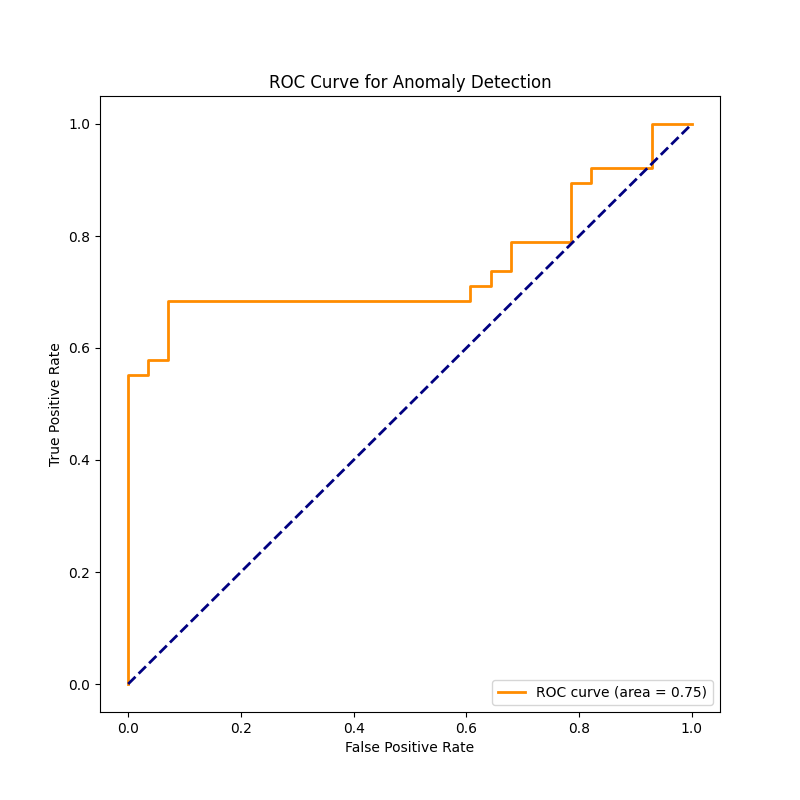 ROC Curve for Anomaly Detection
1.0
0.8
0.6
0.4
0.2
0.0
True Positive Rate
ROC curve (area = 0.75)
0.0 0.2 0.4 0.6 0.8 1.0
False Positive Rate